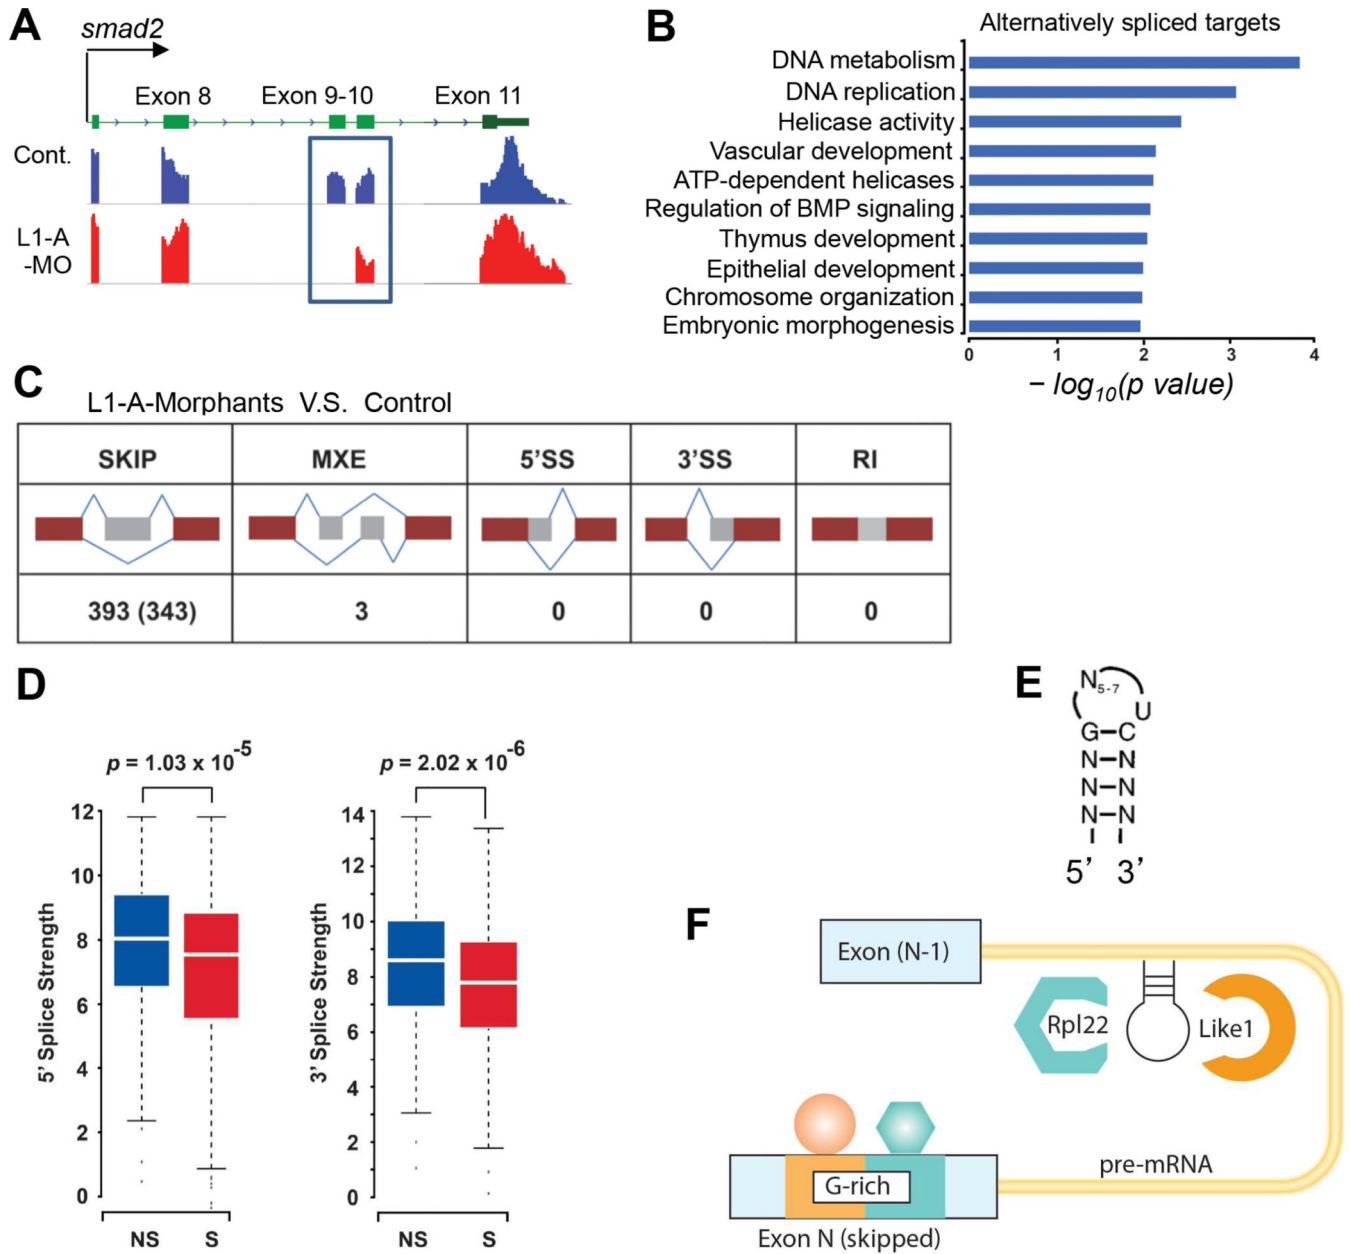 A
smad2
Exon 8
Exon 9-10
Exon 11
Cont.
L1-A
-MO
B
Alternatively spliced targets
DNA metabolism
DNA replication
Helicase activity
Vascular development
ATP-dependent helicases
Regulation of BMP signaling
Thymus development
Epithelial development
Chromosome organization
Embryonic morphogenesis
0 1 2 3 4
− log10(p value)
C
L1-A-Morphants V.S. Control
SKIP MXE 5'SS 3'SS RI
393 (343) 3 0 0 0
D
p = 1.03 x 10-5
5' Splice Strength
12
10
8
6
4
2
0
NS S
p = 2.02 x 10-6
3' Splice Strength
14
12
10
8
6
4
2
0
NS S
E
N5-7
U
G–C
N–N
N–N
N–N
5' 3'
F
Exon (N-1)
Rpl22
Like1
pre-mRNA
G-rich
Exon N (skipped)